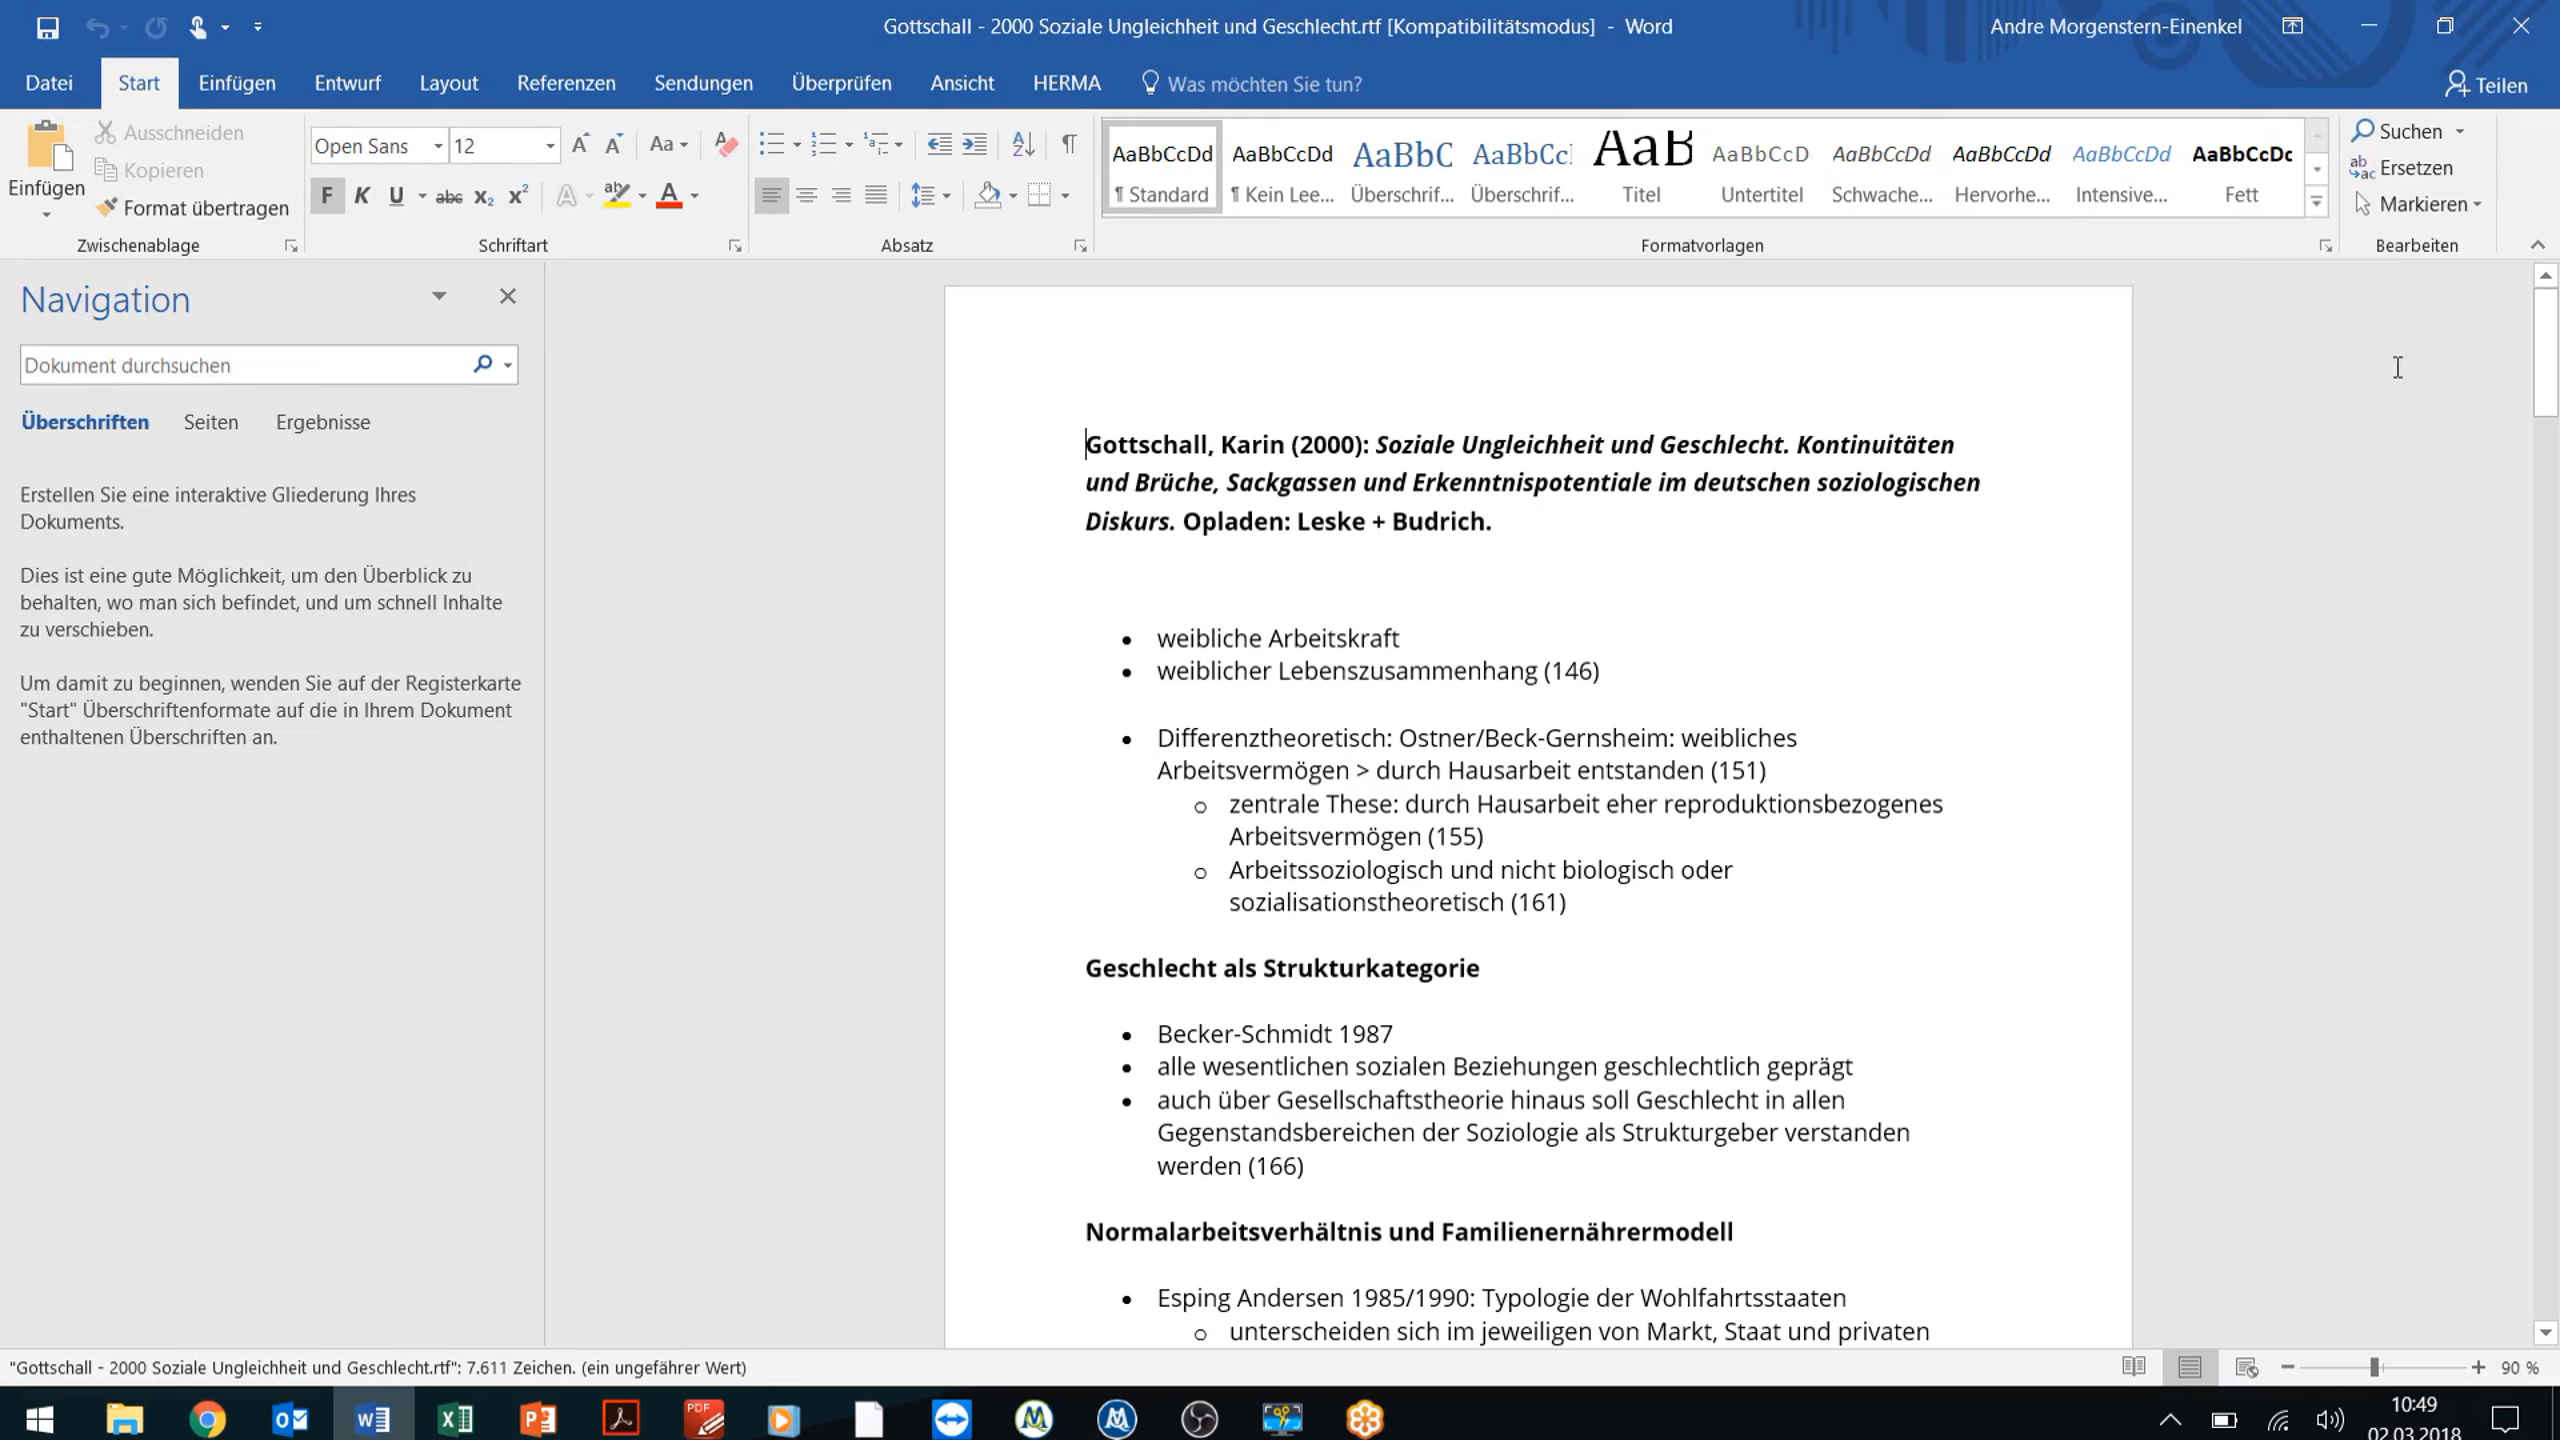 Gottschall - 2000 Soziale Ungleichheit und Geschlecht.rtf [Kompatibilitätsmodus] - Word
Andre Morgenstern-Einenkel
Datei Start Einfügen Entwurf Layout Referenzen Sendungen Überprüfen Ansicht HERMA Was möchten Sie tun? Teilen
Einfügen
Ausschneiden
Kopieren
Format übertragen
Zwischenablage
Open Sans 12
Aa
F K U abc x₂ x² A ab A
Schriftart
Absatz
AaBbCcDd AaBbCcDd AaBbC AaBbCcl AaB AaBbCcD AaBbCcDd AaBbCcDd AaBbCcDd AaBbCcDc
¶ Standard ¶ Kein Lee... Überschrif... Überschrif... Titel Untertitel Schwache... Hervorhe... Intensive... Fett
Formatvorlagen
Suchen
Ersetzen
Markieren
Bearbeiten
Navigation
Dokument durchsuchen
Überschriften Seiten Ergebnisse
Erstellen Sie eine interaktive Gliederung Ihres
Dokuments.
Dies ist eine gute Möglichkeit, um den Überblick zu
behalten, wo man sich befindet, und um schnell Inhalte
zu verschieben.
Um damit zu beginnen, wenden Sie auf der Registerkarte
"Start" Überschriftenformate auf die in Ihrem Dokument
enthaltenen Überschriften an.
Gottschall, Karin (2000): Soziale Ungleichheit und Geschlecht. Kontinuitäten
und Brüche, Sackgassen und Erkenntnispotentiale im deutschen soziologischen
Diskurs. Opladen: Leske + Budrich.
• weibliche Arbeitskraft
• weiblicher Lebenszusammenhang (146)
• Differenztheoretisch: Ostner/Beck-Gernsheim: weibliches
Arbeitsvermögen > durch Hausarbeit entstanden (151)
o zentrale These: durch Hausarbeit eher reproduktionsbezogenes
Arbeitsvermögen (155)
o Arbeitssoziologisch und nicht biologisch oder
sozialisationstheoretisch (161)
Geschlecht als Strukturkategorie
• Becker-Schmidt 1987
• alle wesentlichen sozialen Beziehungen geschlechtlich geprägt
• auch über Gesellschaftstheorie hinaus soll Geschlecht in allen
Gegenstandsbereichen der Soziologie als Strukturgeber verstanden
werden (166)
Normalarbeitsverhältnis und Familienernährermodell
• Esping Andersen 1985/1990: Typologie der Wohlfahrtsstaaten
o unterscheiden sich im jeweiligen von Markt, Staat und privaten
"Gottschall - 2000 Soziale Ungleichheit und Geschlecht.rtf": 7.611 Zeichen. (ein ungefährer Wert)
90 %
10:49
02.03.2018